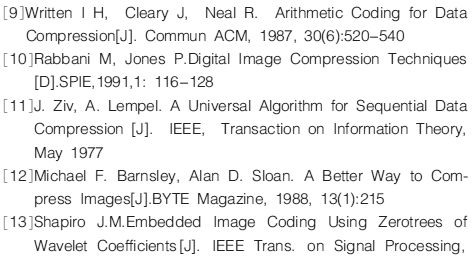 [9]Written I H, Cleary J, Neal R. Arithmetic Coding for Data
Compression[J]. Commun ACM, 1987, 30(6):520–540
[10]Rabbani M, Jones P.Digital Image Compression Techniques
[D].SPIE,1991,1: 116–128
[11]J. Ziv, A. Lempel. A Universal Algorithm for Sequential Data
Compression [J]. IEEE, Transaction on Information Theory,
May 1977
[12]Michael F. Barnsley, Alan D. Sloan. A Better Way to Com-
press Images[J].BYTE Magazine, 1988, 13(1):215
[13]Shapiro J.M.Embedded Image Coding Using Zerotrees of
Wavelet Coefficients[J]. IEEE Trans. on Signal Processing,